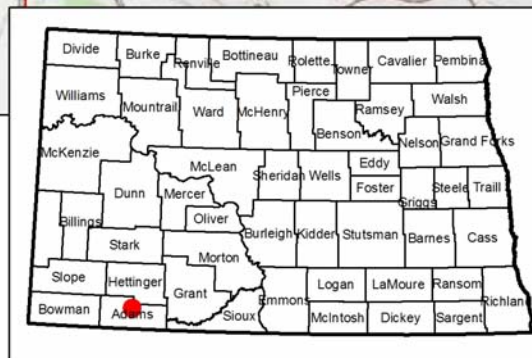 Divide
Burke
Renville
Bottineau
Rolette
Towner
Cavalier
Pembina
Williams
Mountrail
Ward
McHenry
Pierce
Benson
Ramsey
Walsh
McKenzie
Nelson
Grand Forks
McLean
Sheridan
Wells
Eddy
Foster
Dunn
Mercer
Oliver
Griggs
Steele
Traill
Billings
Stark
Burleigh
Kidder
Stutsman
Barnes
Cass
Morton
Slope
Hettinger
Grant
Logan
LaMoure
Ransom
Richland
Bowman
Adams
Sioux
Emmons
McIntosh
Dickey
Sargent